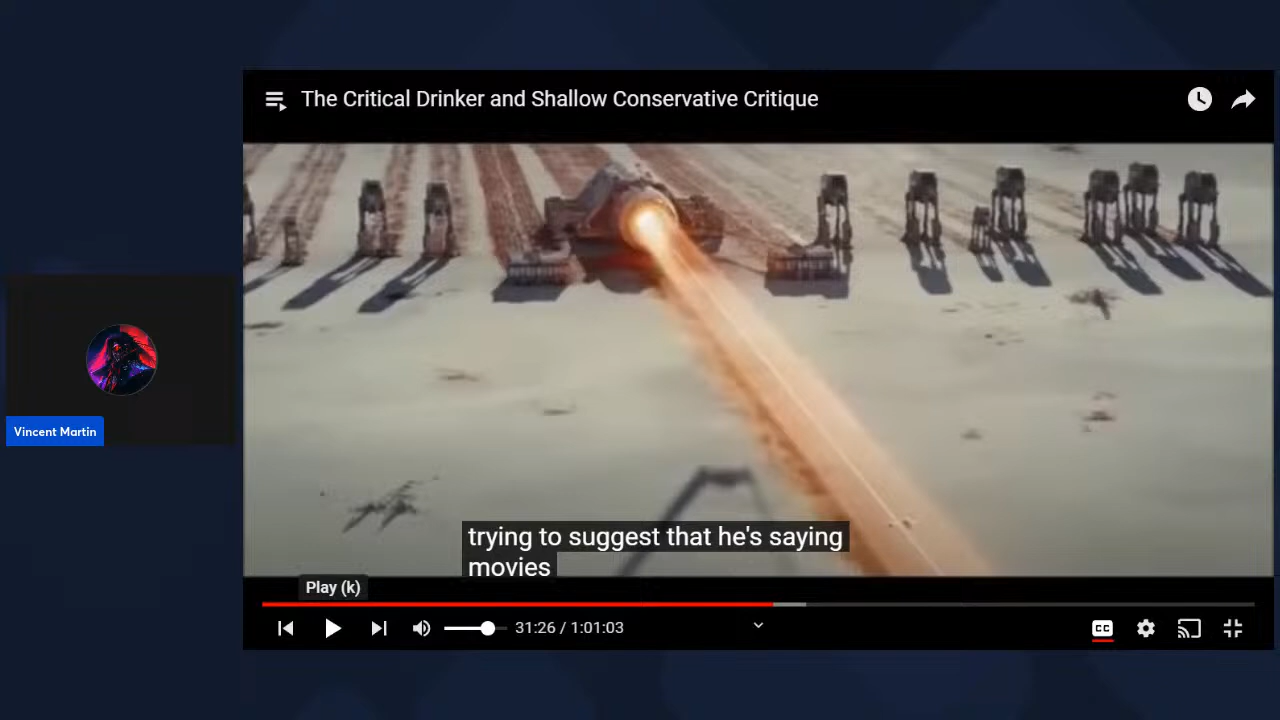 The Critical Drinker and Shallow Conservative Critique
Vincent Martin
trying to suggest that he's saying
movies
Play (k)
31:26 / 1:01:03
CC